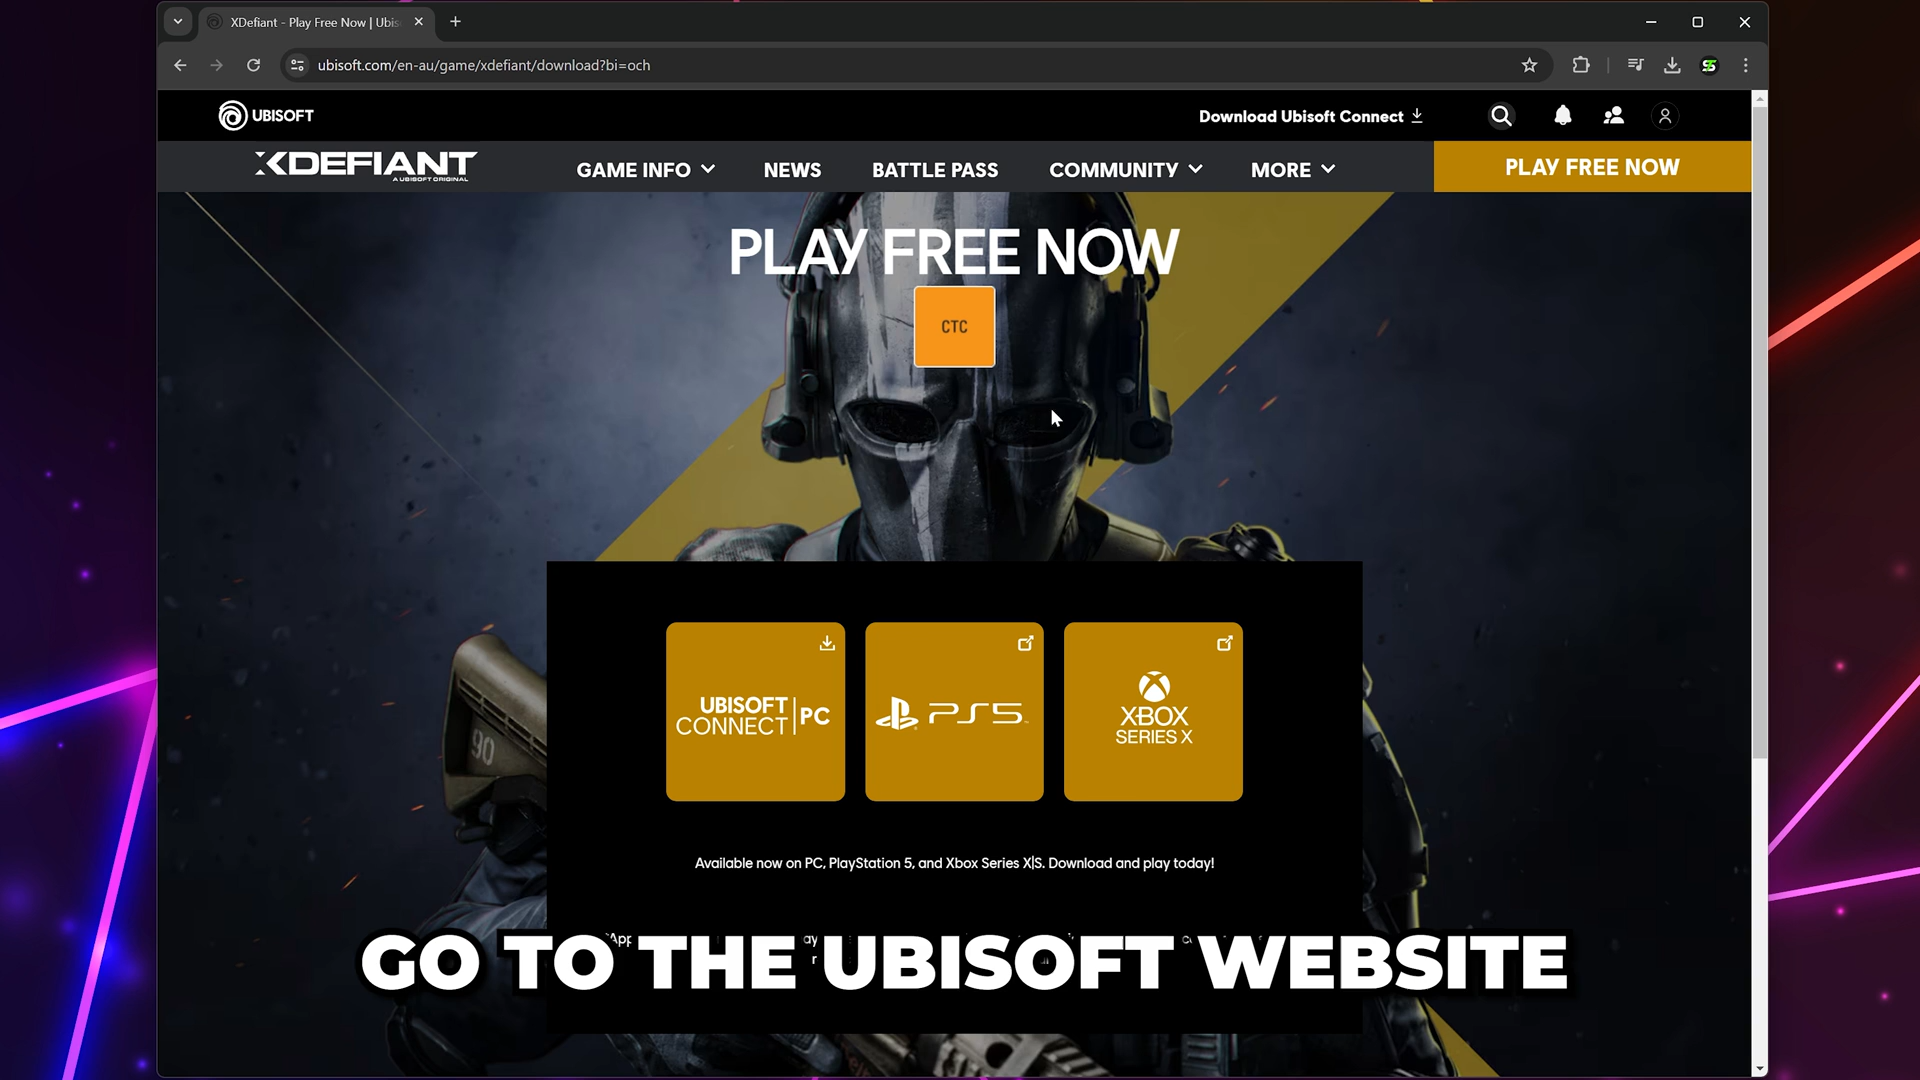 XDefiant - Play Free Now | Ubis
ubisoft.com/en-au/game/xdefiant/download?bi=och
UBISOFT
Download Ubisoft Connect
XDEFIANT
A UBISOFT ORIGINAL
GAME INFO
NEWS
BATTLE PASS
COMMUNITY
MORE
PLAY FREE NOW
PLAY FREE NOW
CTC
90
UBISOFT
CONNECT | PC
PS5
XBOX
SERIES X
Available now on PC, PlayStation 5, and Xbox Series X|S. Download and play today!
GO TO THE UBISOFT WEBSITE